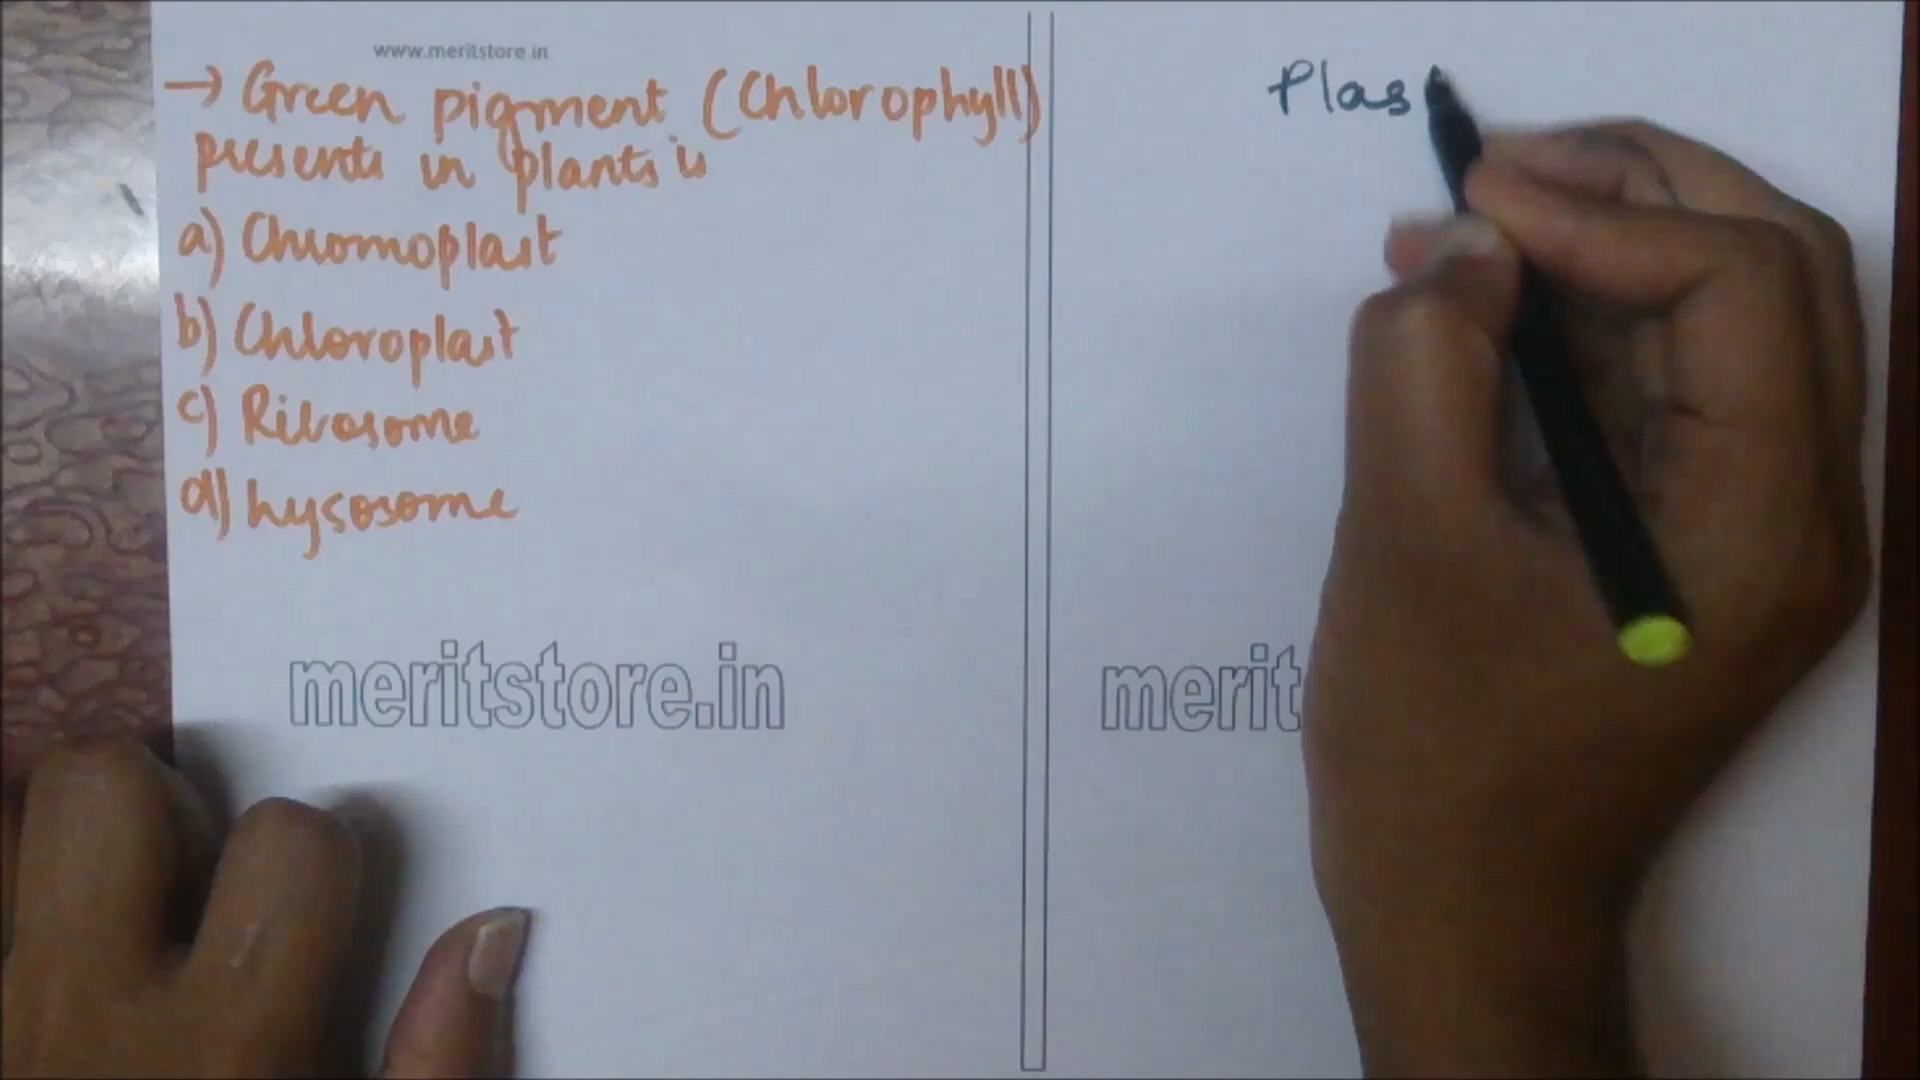 www.meritstore.in
→ Green pigment (Chlorophyll)
presents in plants is
a) Chromoplast
b) Chloroplast
c) Ribosome
d) Lysosome
meritstore.in
Plas
merit